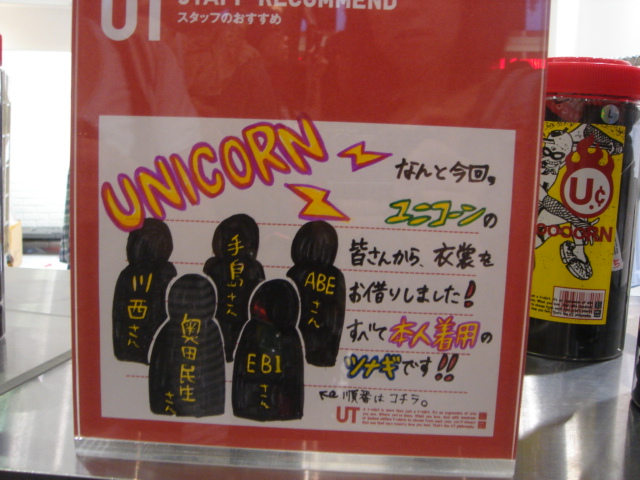 UT
STAFF RECOMMEND
スタッフのおすすめ
UNICORN
なんと今回、
ユニコーンの
皆さんから、衣裳を
お借りしました!
すべて本人着用の
ツナギです!!
順番はコチラ。
川西さん
奥田民生さん
手島さん
EBIさん
ABEさん
UT
L
U.¢
POCORN